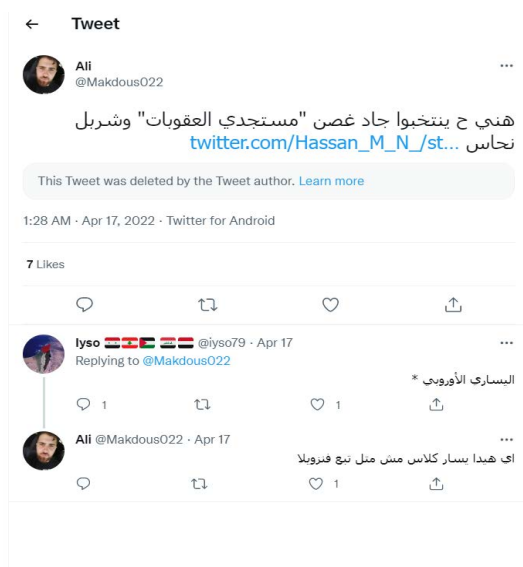 Tweet
Ali
@Makdous022
هني ح ينتخبوا جاد غصن "مستجدي العقوبات" وشربل
نحاس twitter.com/Hassan_M_N_/st...
This Tweet was deleted by the Tweet author. Learn more
1:28 AM · Apr 17, 2022 · Twitter for Android
7 Likes
Iyso @iyso79 · Apr 17
Replying to @Makdous022
اليساري الأوروبي *
1
1
Ali @Makdous022 · Apr 17
اي هيدا يسار كلاس مش متل تبع فنزويلا
1